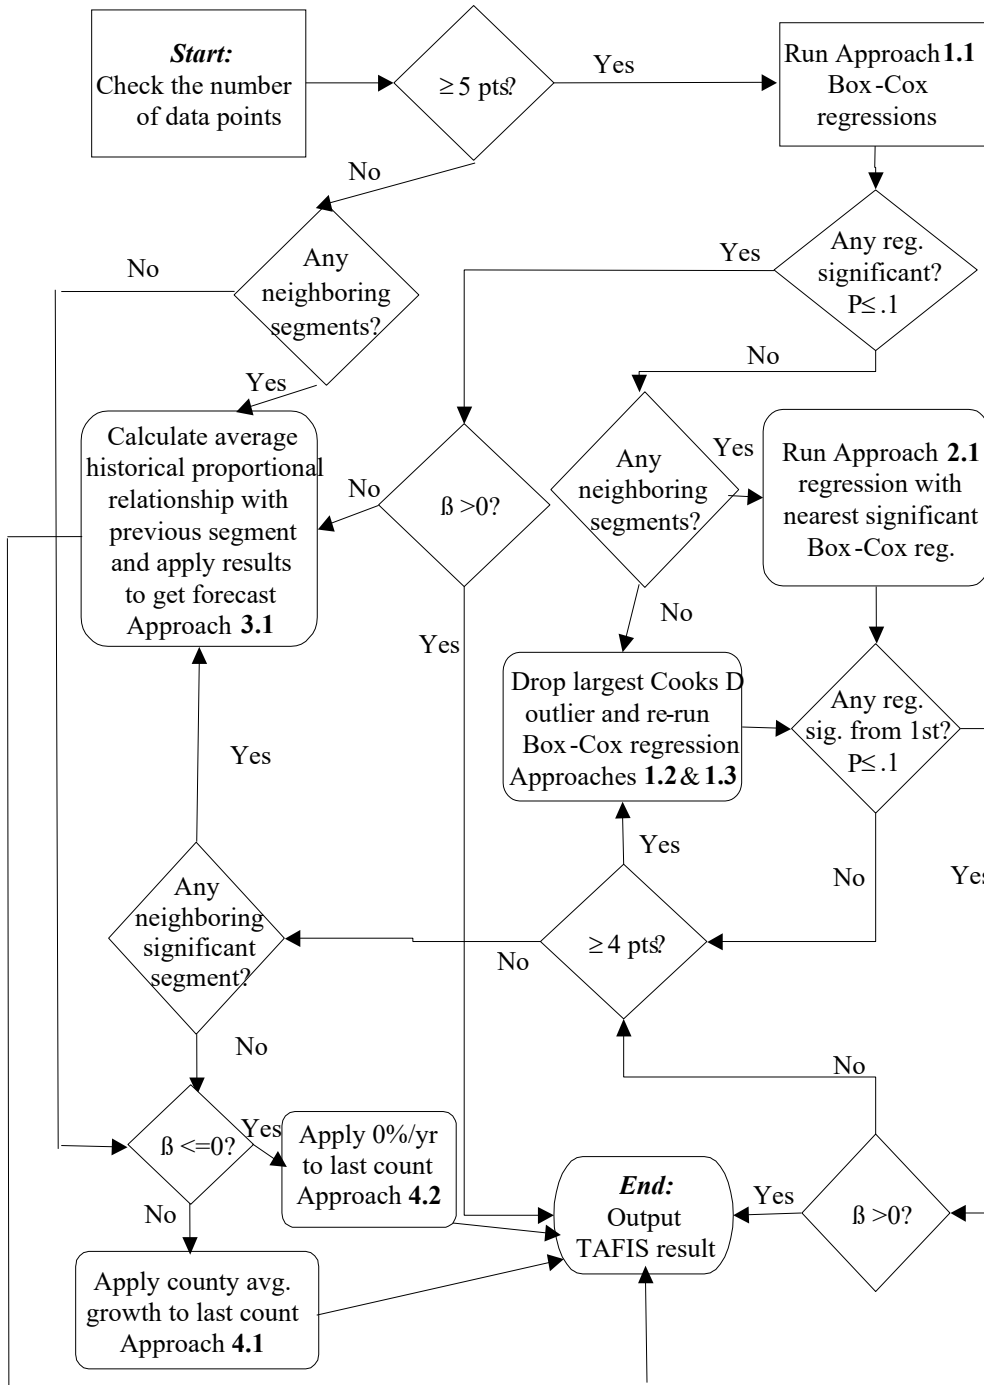 Start:
Check the number
of data points
≥ 5 pts?
Yes
Run Approach 1.1
Box-Cox
regressions
No
Any
neighboring
segments?
No
Yes
Any reg.
significant?
P≤ .1
Yes
No
Calculate average
historical proportional
relationship with
previous segment
and apply results
to get forecast
Approach 3.1
No
ß >0?
Yes
Any
neighboring
segments?
Yes
No
Run Approach 2.1
regression with
nearest significant
Box-Cox reg.
Drop largest Cooks D
outlier and re-run
Box-Cox regression
Approaches 1.2 & 1.3
Any reg.
sig. from 1st?
P≤ .1
Yes
No
Yes
Yes
Any
neighboring
significant
segment?
≥ 4 pts?
No
No
No
ß <=0?
Yes
No
Apply 0%/yr
to last count
Approach 4.2
End:
Output
TAFIS result
Yes
ß >0?
Apply county avg.
growth to last count
Approach 4.1